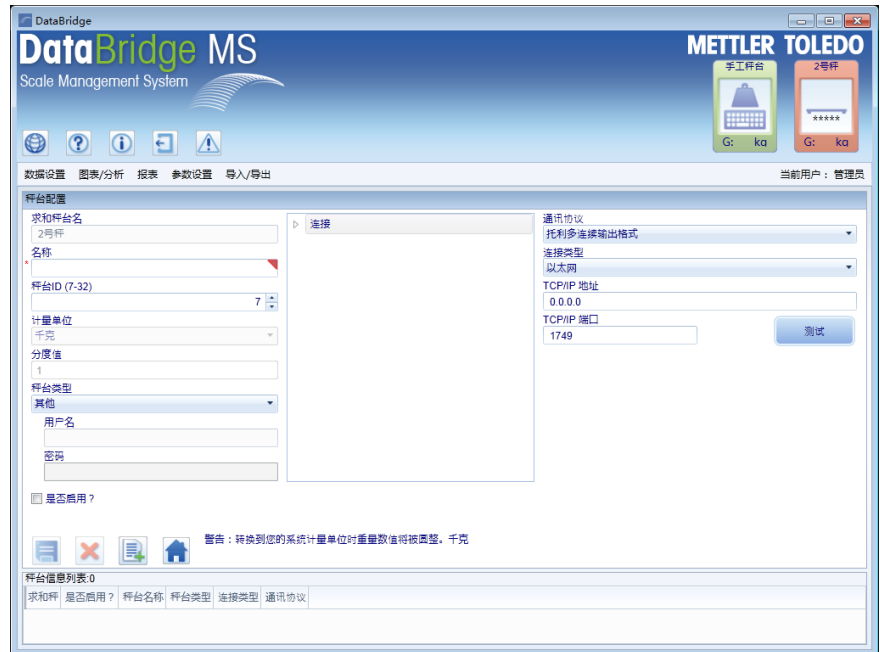 DataBridge
DataBridge MS
METTLER TOLEDO
Scale Management System
手工秤台
2号秤
*****
G: kg
G: kg
数据设置 图表/分析 报表 参数设置 导入/导出
当前用户： 管理员
秤台配置
求和秤台名
2号秤
名称
*
秤台ID (7-32)
7
计量单位
千克
分度值
1
秤台类型
其他
用户名
密码
是否启用？
连接
通讯协议
托利多连续输出格式
连接类型
以太网
TCP/IP 地址
0.0.0.0
TCP/IP 端口
1749
测试
警告：转换到您的系统计量单位时重量数值将被圆整。千克
秤台信息列表:0
求和秤 是否启用？ 秤台名称 秤台类型 连接类型 通讯协议